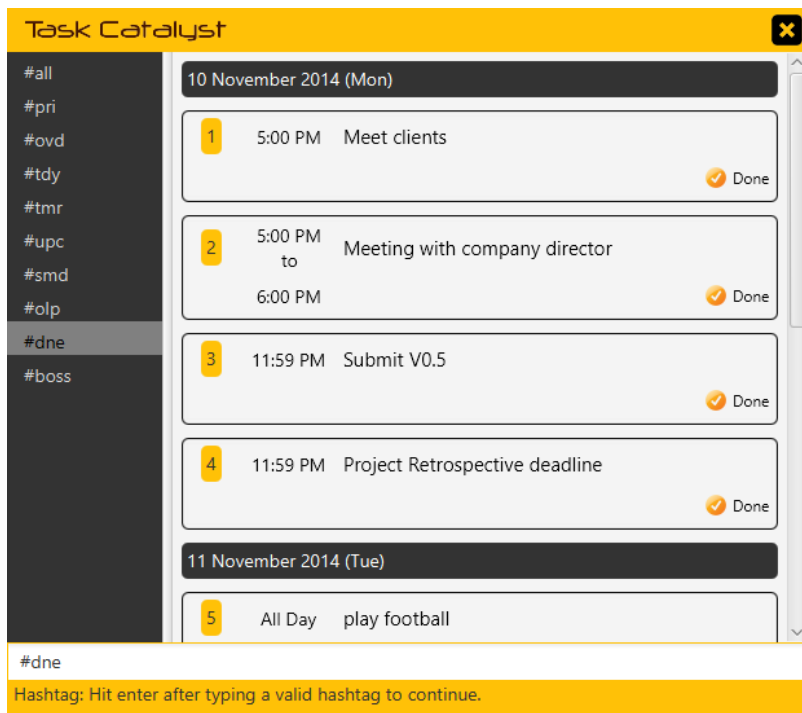 Task Catalyst
#all
#pri
#ovd
#tdy
#tmr
#upc
#smd
#olp
#dne
#boss
10 November 2014 (Mon)
1 5:00 PM Meet clients
Done
2 5:00 PM to 6:00 PM Meeting with company director
Done
3 11:59 PM Submit V0.5
Done
4 11:59 PM Project Retrospective deadline
Done
11 November 2014 (Tue)
5 All Day play football
#dne
Hashtag: Hit enter after typing a valid hashtag to continue.